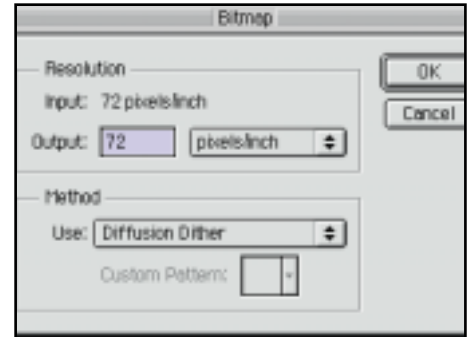 Bitmap
Resolution
Input: 72 pixels/inch
Output: 72 pixels/inch
OK
Cancel
Method
Use: Diffusion Dither
Custom Pattern: